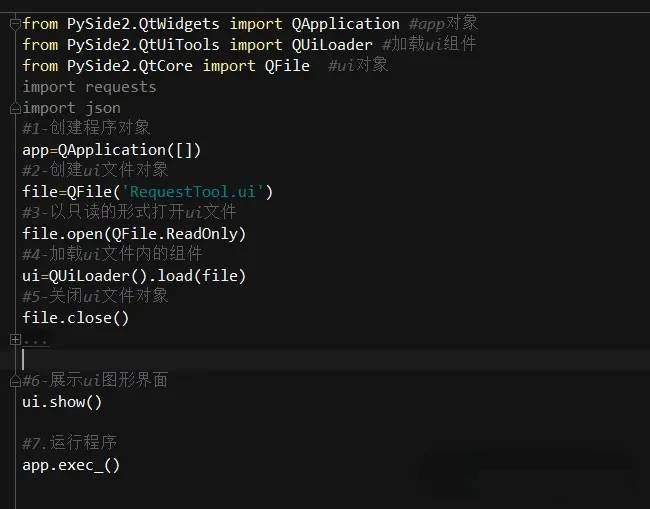 from PySide2.QtWidgets import QApplication #app对象
from PySide2.QtUiTools import QUiLoader #加载ui组件
from PySide2.QtCore import QFile  #ui对象
import requests
import json
#1-创建程序对象
app=QApplication([])
#2-创建ui文件对象
file=QFile('RequestTool.ui')
#3-以只读的形式打开ui文件
file.open(QFile.ReadOnly)
#4-加载ui文件内的组件
ui=QUiLoader().load(file)
#5-关闭ui文件对象
file.close()
...
#6-展示ui图形界面
ui.show()
#7.运行程序
app.exec_()